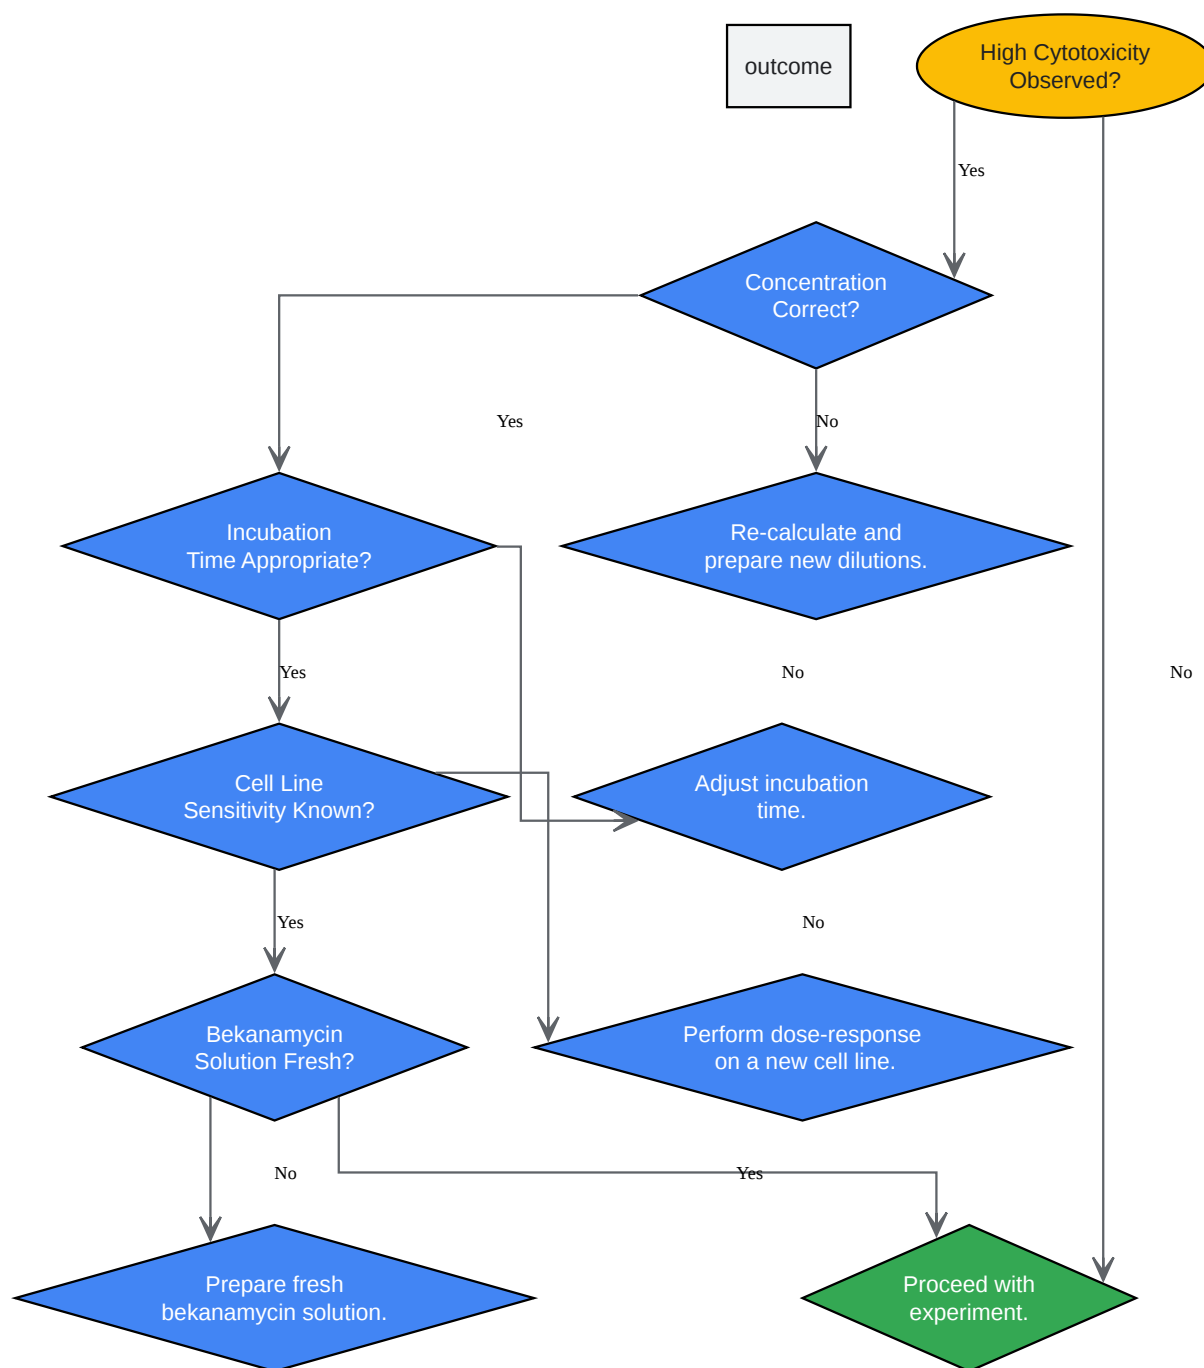 outcome
High Cytotoxicity
Observed?
Yes
Concentration
Correct?
Yes
No
Incubation
Time Appropriate?
Re-calculate and
prepare new dilutions.
Yes
No
No
Cell Line
Sensitivity Known?
Adjust incubation
time.
Yes
No
Bekanamycin
Solution Fresh?
Perform dose-response
on a new cell line.
No
Yes
Prepare fresh
bekanamycin solution.
Proceed with
experiment.